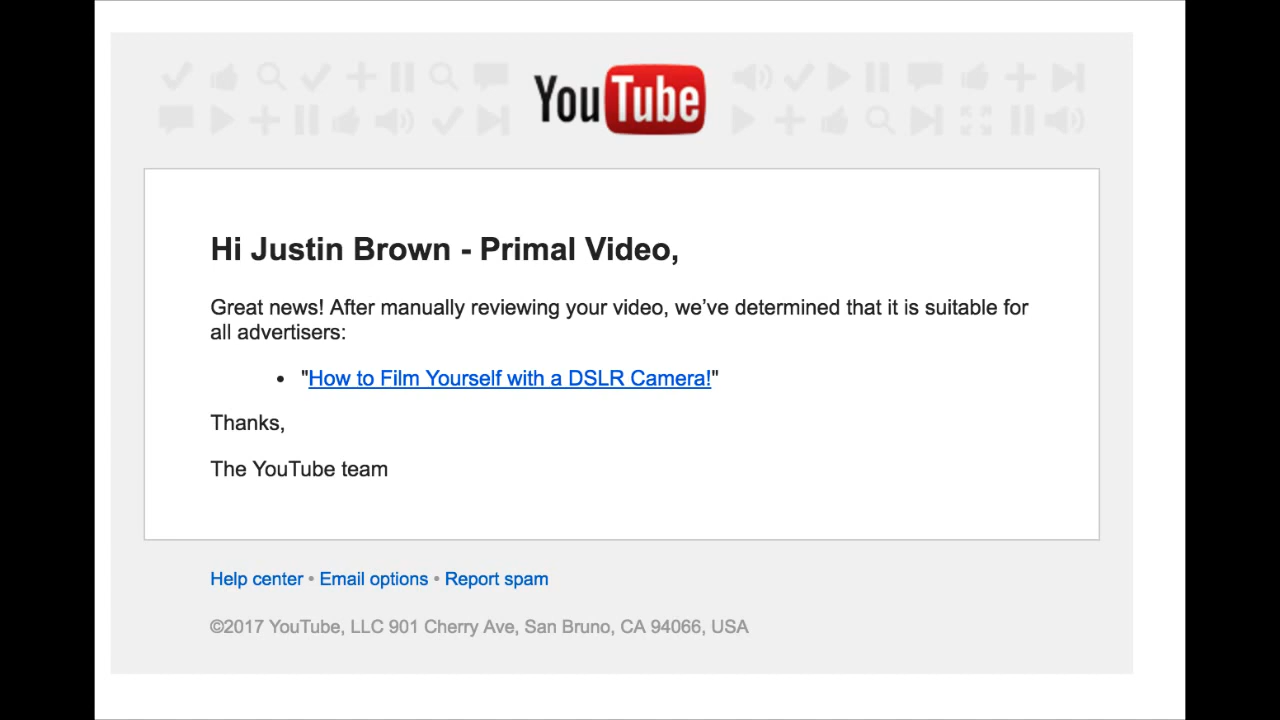 YouTube
Hi Justin Brown - Primal Video,
Great news! After manually reviewing your video, we’ve determined that it is suitable for
all advertisers:
• "How to Film Yourself with a DSLR Camera!"
Thanks,
The YouTube team
Help center • Email options • Report spam
©2017 YouTube, LLC 901 Cherry Ave, San Bruno, CA 94066, USA